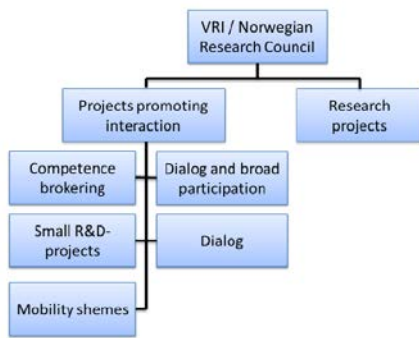 VRI / Norwegian
Research Council
Projects promoting
interaction
Research
projects
Competence
brokering
Dialog and broad
participation
Small R&D-
projects
Dialog
Mobility shemes